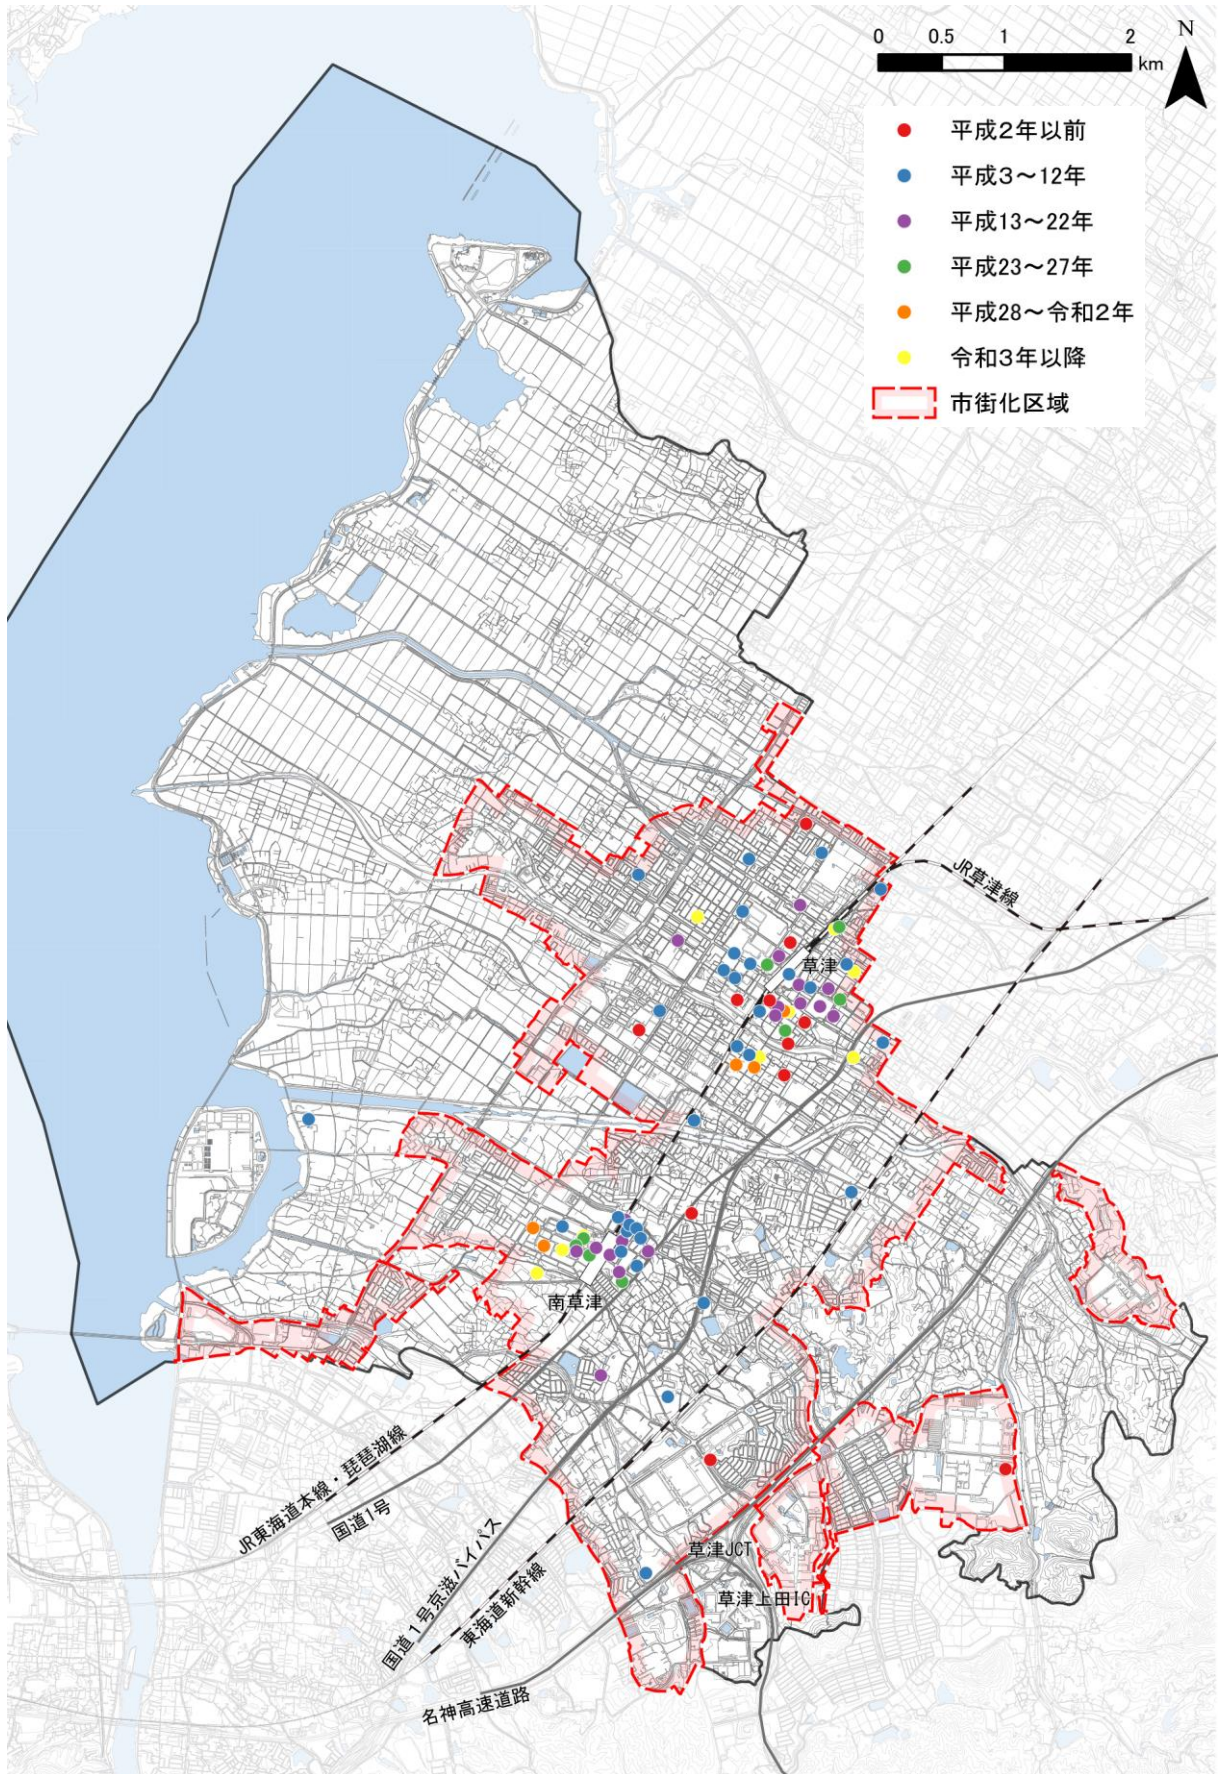 0 0.5 1 2
km
N
平成2年以前
平成3～12年
平成13～22年
平成23～27年
平成28～令和2年
令和3年以降
市街化区域
JR草津線
草津
南草津
JR東海道本線・琵琶湖線
国道1号
国道1号京滋バイパス
東海道新幹線
名神高速道路
草津JCT
草津上田IC